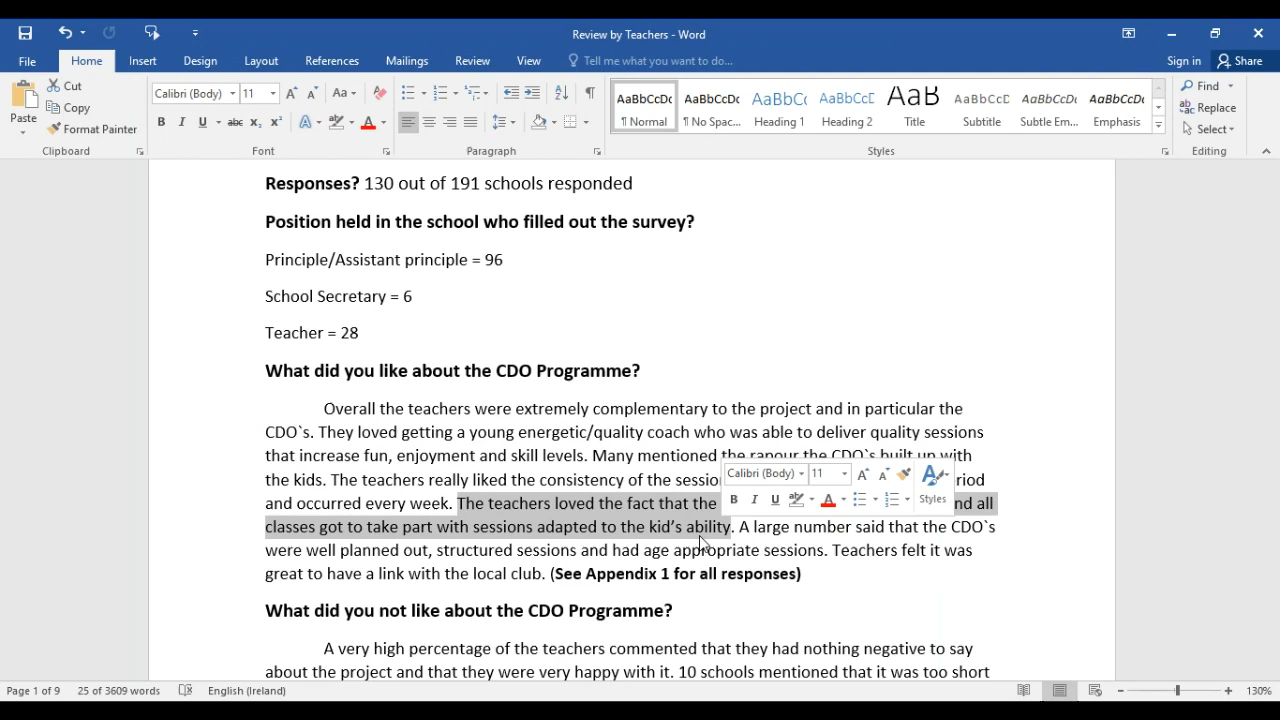 Review by Teachers - Word
File Home Insert Design Layout References Mailings Review View Tell me what you want to do... Sign in Share
Paste Cut Calibri (Body) 11 Aa AaBbCcDc AaBbCcDc AaBbCc AaBbCcD AaB AaBbCcD AaBbCcDc AaBbCcDc Find
Copy Replace
Format Painter B I U abc x₂ x² A ¶ Normal ¶ No Spac... Heading 1 Heading 2 Title Subtitle Subtle Em... Emphasis Select
Clipboard Font Paragraph Styles Editing
Responses? 130 out of 191 schools responded
Position held in the school who filled out the survey?
Principle/Assistant principle = 96
School Secretary = 6
Teacher = 28
What did you like about the CDO Programme?
Overall the teachers were extremely complementary to the project and in particular the
CDO`s. They loved getting a young energetic/quality coach who was able to deliver quality sessions
that increase fun, enjoyment and skill levels. Many mentioned the rapour the CDO`s built up with
Calibri (Body) 11
the kids. The teachers really liked the consistency of the riod
B I U Styles
and occurred every week. The teachers loved the fact that the all
classes got to take part with sessions adapted to the kid’s ability. A large number said that the CDO`s
were well planned out, structured sessions and had age appropriate sessions. Teachers felt it was
great to have a link with the local club. (See Appendix 1 for all responses)
What did you not like about the CDO Programme?
A very high percentage of the teachers commented that they had nothing negative to say
about the project and that they were very happy with it. 10 schools mentioned that it was too short
Page 1 of 9 25 of 3609 words English (Ireland) 130%